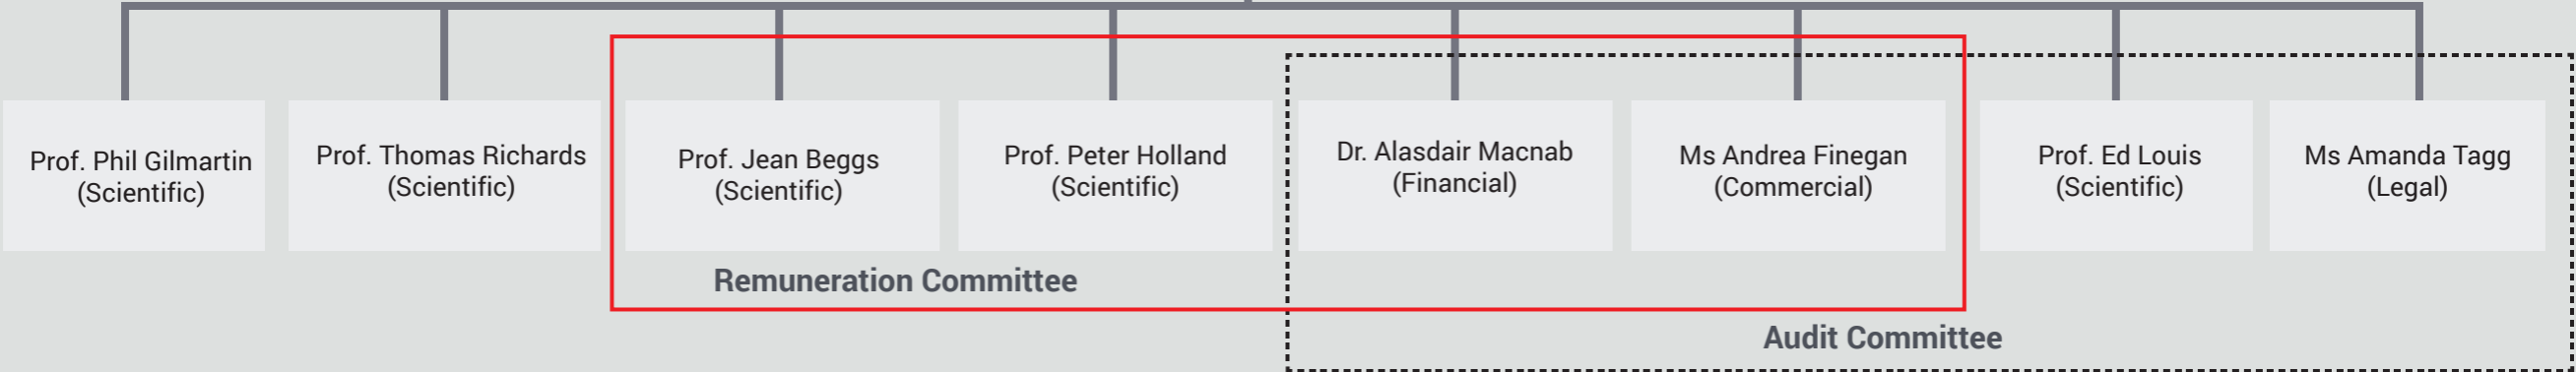 Prof. Phil Gilmartin
(Scientific)
Prof. Thomas Richards
(Scientific)
Prof. Jean Beggs
(Scientific)
Prof. Peter Holland
(Scientific)
Dr. Alasdair Macnab
(Financial)
Ms Andrea Finegan
(Commercial)
Prof. Ed Louis
(Scientific)
Ms Amanda Tagg
(Legal)
Remuneration Committee
Audit Committee